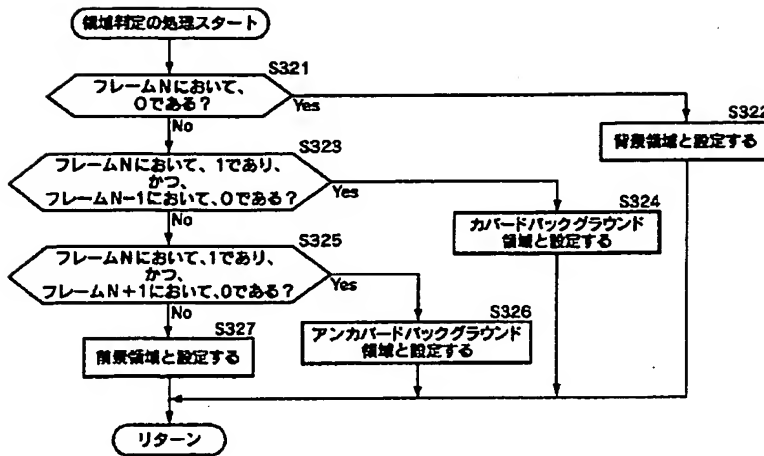 領域判定の処理スタート
S321
フレームNにおいて、
0である?
Yes
No
S322
背景領域と設定する
S323
フレームNにおいて、1であり、
かつ、
フレームN−1において、0である?
Yes
No
S324
カバードバックグラウンド
領域と設定する
S325
フレームNにおいて、1であり、
かつ、
フレームN+1において、0である?
Yes
No
S326
アンカバードバックグラウンド
領域と設定する
S327
前景領域と設定する
リターン